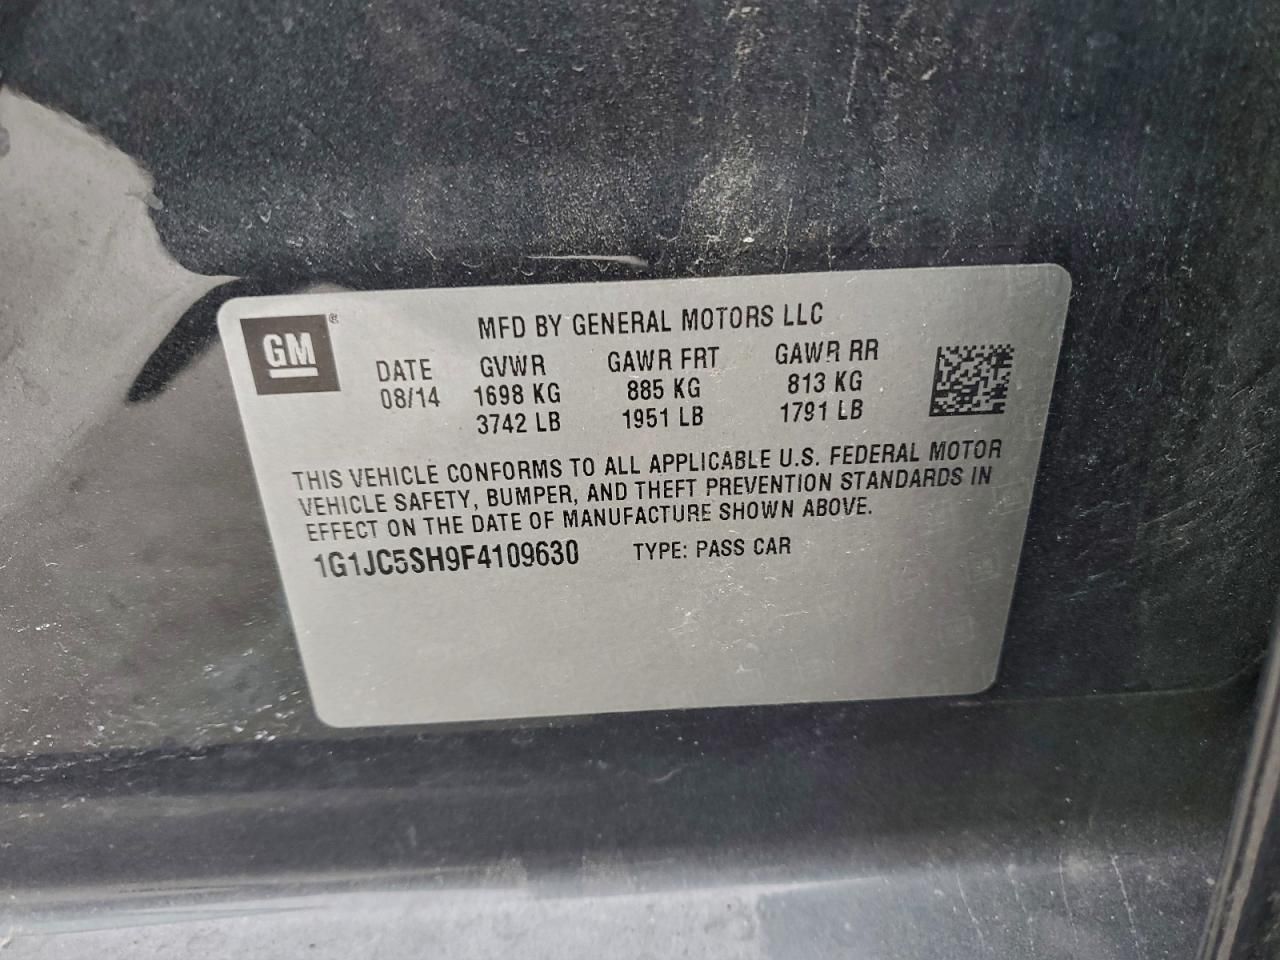 GM®
MFD BY GENERAL MOTORS LLC
DATE GVWR GAWR FRT GAWR RR
08/14 1698 KG 885 KG 813 KG
3742 LB 1951 LB 1791 LB
THIS VEHICLE CONFORMS TO ALL APPLICABLE U.S. FEDERAL MOTOR
VEHICLE SAFETY, BUMPER, AND THEFT PREVENTION STANDARDS IN
EFFECT ON THE DATE OF MANUFACTURE SHOWN ABOVE.
1G1JC5SH9F4109630 TYPE: PASS CAR